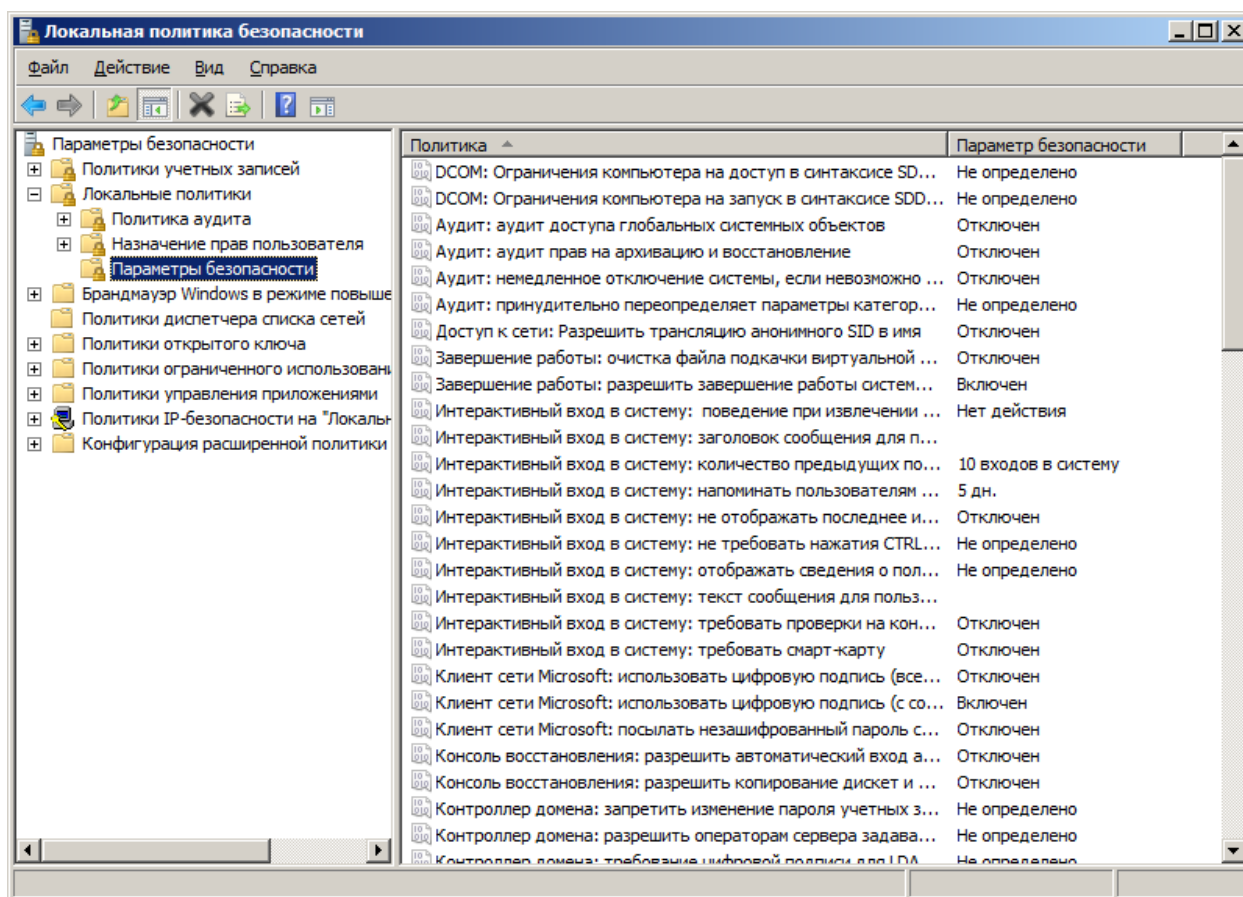 Локальная политика безопасности
Файл Действие Вид Справка
Параметры безопасности
Политики учетных записей
Локальные политики
Политика аудита
Назначение прав пользователя
Параметры безопасности
Брандмауэр Windows в режиме повыше
Политики диспетчера списка сетей
Политики открытого ключа
Политики ограниченного использовани
Политики управления приложениями
Политики IP-безопасности на "Локальн
Конфигурация расширенной политики
Политика Параметр безопасности
DCOM: Ограничения компьютера на доступ в синтаксисе SD... Не определено
DCOM: Ограничения компьютера на запуск в синтаксисе SDD... Не определено
Аудит: аудит доступа глобальных системных объектов Отключен
Аудит: аудит прав на архивацию и восстановление Отключен
Аудит: немедленное отключение системы, если невозможно ... Отключен
Аудит: принудительно переопределяет параметры категор... Не определено
Доступ к сети: Разрешить трансляцию анонимного SID в имя Отключен
Завершение работы: очистка файла подкачки виртуальной ... Отключен
Завершение работы: разрешить завершение работы систем... Включен
Интерактивный вход в систему:  поведение при извлечении ... Нет действия
Интерактивный вход в систему: заголовок сообщения для п...
Интерактивный вход в систему: количество предыдущих по... 10 входов в систему
Интерактивный вход в систему: напоминать пользователям ... 5 дн.
Интерактивный вход в систему: не отображать последнее и... Отключен
Интерактивный вход в систему: не требовать нажатия CTRL... Не определено
Интерактивный вход в систему: отображать сведения о пол... Не определено
Интерактивный вход в систему: текст сообщения для польз...
Интерактивный вход в систему: требовать проверки на кон... Отключен
Интерактивный вход в систему: требовать смарт-карту Отключен
Клиент сети Microsoft: использовать цифровую подпись (все... Отключен
Клиент сети Microsoft: использовать цифровую подпись (с со... Включен
Клиент сети Microsoft: посылать незашифрованный пароль с... Отключен
Консоль восстановления: разрешить автоматический вход а... Отключен
Консоль восстановления: разрешить копирование дискет и ... Отключен
Контроллер домена: запретить изменение пароля учетных з... Не определено
Контроллер домена: разрешить операторам сервера задава... Не определено
Контроллер домена: требование цифровой подписи для LDA... Не определено